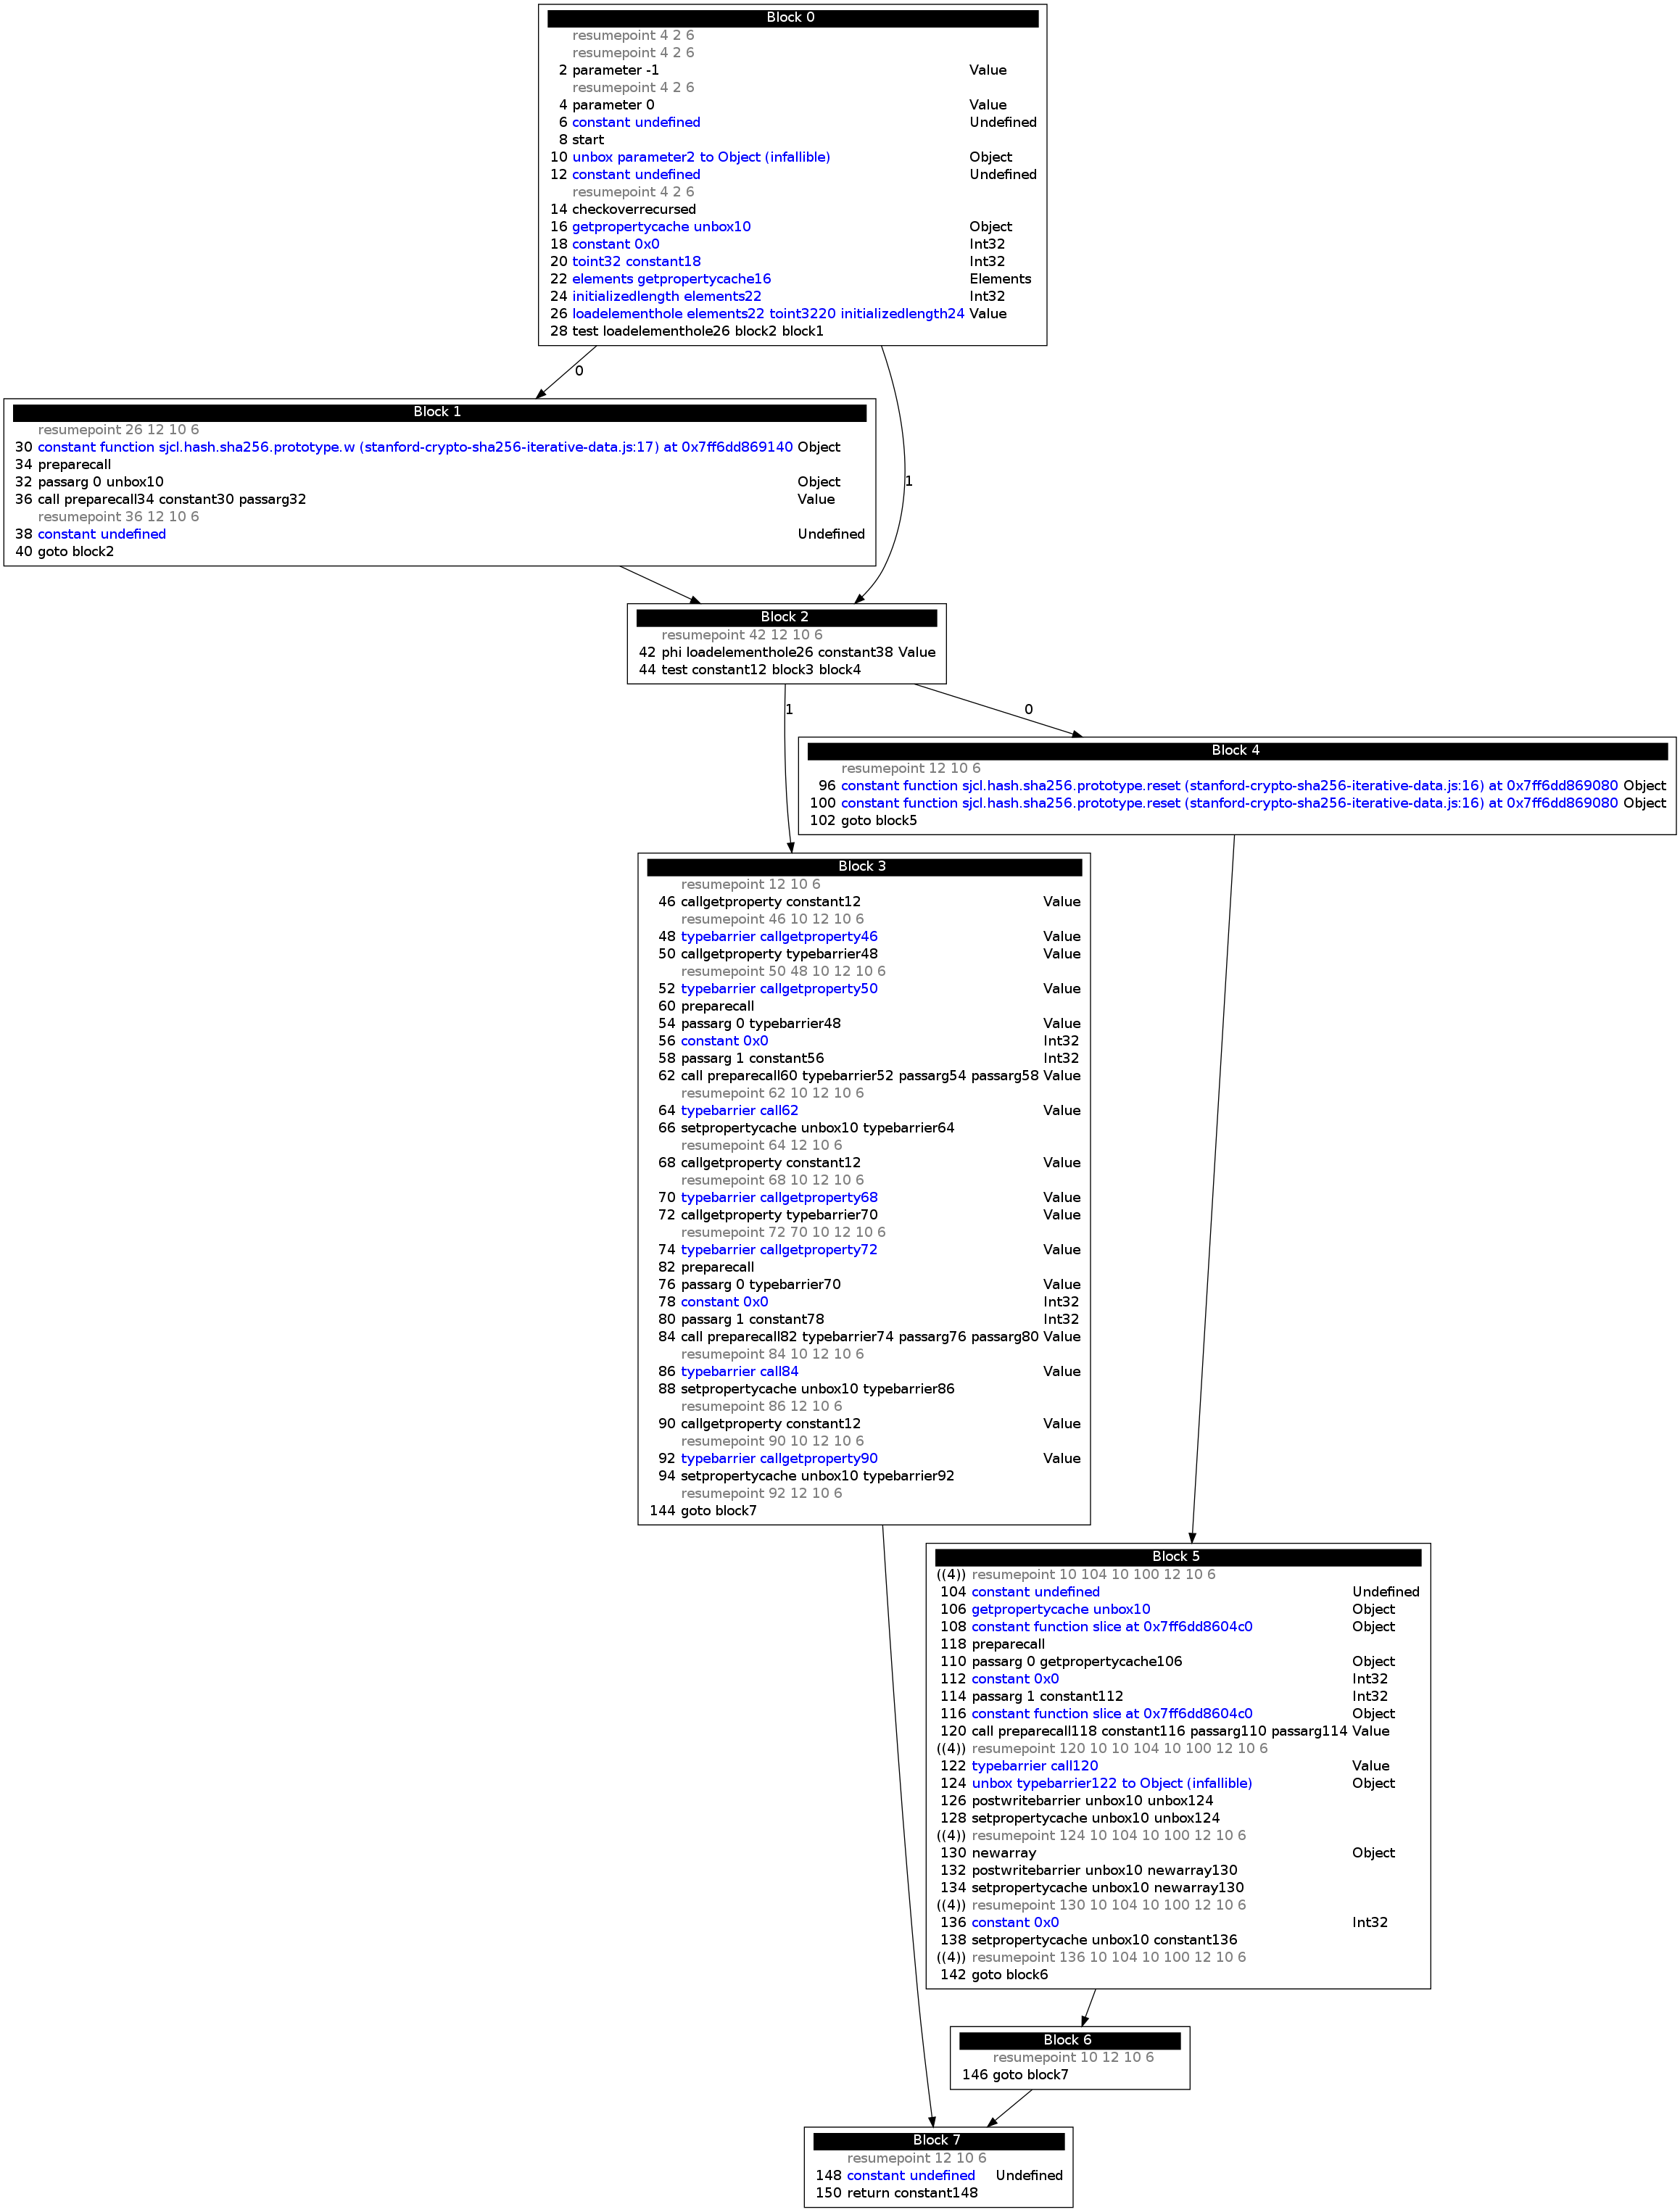 Block 0
resumepoint 4 2 6
resumepoint 4 2 6
2 parameter -1 Value
resumepoint 4 2 6
4 parameter 0 Value
6 constant undefined Undefined
8 start
10 unbox parameter2 to Object (infallible) Object
12 constant undefined Undefined
resumepoint 4 2 6
14 checkoverrecursed
16 getpropertycache unbox10 Object
18 constant 0x0 Int32
20 toint32 constant18 Int32
22 elements getpropertycache16 Elements
24 initializedlength elements22 Int32
26 loadelementhole elements22 toint3220 initializedlength24 Value
28 test loadelementhole26 block2 block1
0
1
Block 1
resumepoint 26 12 10 6
30 constant function sjcl.hash.sha256.prototype.w (stanford-crypto-sha256-iterative-data.js:17) at 0x7ff6dd869140 Object
34 preparecall
32 passarg 0 unbox10 Object
36 call preparecall34 constant30 passarg32 Value
resumepoint 36 12 10 6
38 constant undefined Undefined
40 goto block2
Block 2
resumepoint 42 12 10 6
42 phi loadelementhole26 constant38 Value
44 test constant12 block3 block4
1
0
Block 4
resumepoint 12 10 6
96 constant function sjcl.hash.sha256.prototype.reset (stanford-crypto-sha256-iterative-data.js:16) at 0x7ff6dd869080 Object
100 constant function sjcl.hash.sha256.prototype.reset (stanford-crypto-sha256-iterative-data.js:16) at 0x7ff6dd869080 Object
102 goto block5
Block 3
resumepoint 12 10 6
46 callgetproperty constant12 Value
resumepoint 46 10 12 10 6
48 typebarrier callgetproperty46 Value
50 callgetproperty typebarrier48 Value
resumepoint 50 48 10 12 10 6
52 typebarrier callgetproperty50 Value
60 preparecall
54 passarg 0 typebarrier48 Value
56 constant 0x0 Int32
58 passarg 1 constant56 Int32
62 call preparecall60 typebarrier52 passarg54 passarg58 Value
resumepoint 62 10 12 10 6
64 typebarrier call62 Value
66 setpropertycache unbox10 typebarrier64
resumepoint 64 12 10 6
68 callgetproperty constant12 Value
resumepoint 68 10 12 10 6
70 typebarrier callgetproperty68 Value
72 callgetproperty typebarrier70 Value
resumepoint 72 70 10 12 10 6
74 typebarrier callgetproperty72 Value
82 preparecall
76 passarg 0 typebarrier70 Value
78 constant 0x0 Int32
80 passarg 1 constant78 Int32
84 call preparecall82 typebarrier74 passarg76 passarg80 Value
resumepoint 84 10 12 10 6
86 typebarrier call84 Value
88 setpropertycache unbox10 typebarrier86
resumepoint 86 12 10 6
90 callgetproperty constant12 Value
resumepoint 90 10 12 10 6
92 typebarrier callgetproperty90 Value
94 setpropertycache unbox10 typebarrier92
resumepoint 92 12 10 6
144 goto block7
Block 5
((4)) resumepoint 10 104 10 100 12 10 6
104 constant undefined Undefined
106 getpropertycache unbox10 Object
108 constant function slice at 0x7ff6dd8604c0 Object
118 preparecall
110 passarg 0 getpropertycache106 Object
112 constant 0x0 Int32
114 passarg 1 constant112 Int32
116 constant function slice at 0x7ff6dd8604c0 Object
120 call preparecall118 constant116 passarg110 passarg114 Value
((4)) resumepoint 120 10 10 104 10 100 12 10 6
122 typebarrier call120 Value
124 unbox typebarrier122 to Object (infallible) Object
126 postwritebarrier unbox10 unbox124
128 setpropertycache unbox10 unbox124
((4)) resumepoint 124 10 104 10 100 12 10 6
130 newarray Object
132 postwritebarrier unbox10 newarray130
134 setpropertycache unbox10 newarray130
((4)) resumepoint 130 10 104 10 100 12 10 6
136 constant 0x0 Int32
138 setpropertycache unbox10 constant136
((4)) resumepoint 136 10 104 10 100 12 10 6
142 goto block6
Block 6
resumepoint 10 12 10 6
146 goto block7
Block 7
resumepoint 12 10 6
148 constant undefined Undefined
150 return constant148